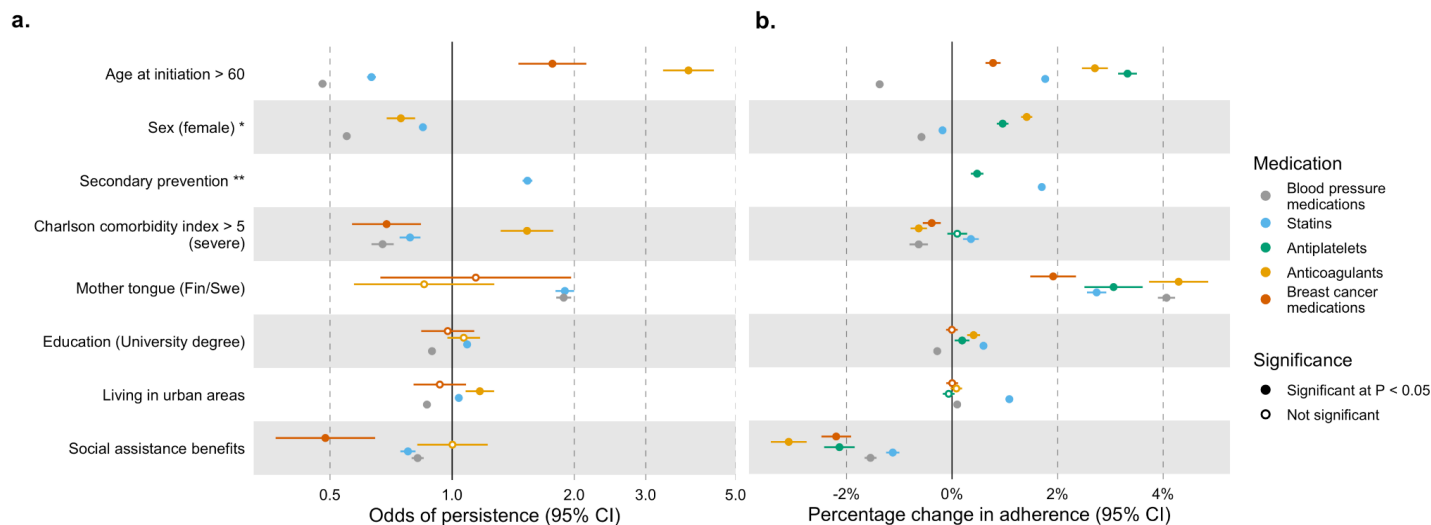 a.
b.
Age at initiation > 60
Sex (female) *
Secondary prevention **
Charlson comorbidity index > 5
(severe)
Mother tongue (Fin/Swe)
Education (University degree)
Living in urban areas
Social assistance benefits
0.5
1.0
2.0
3.0
5.0
Odds of persistence (95% CI)
-2%
0%
2%
4%
Percentage change in adherence (95% CI)
Medication
Blood pressure
medications
Statins
Antiplatelets
Anticoagulants
Breast cancer
medications
Significance
Significant at P < 0.05
Not significant